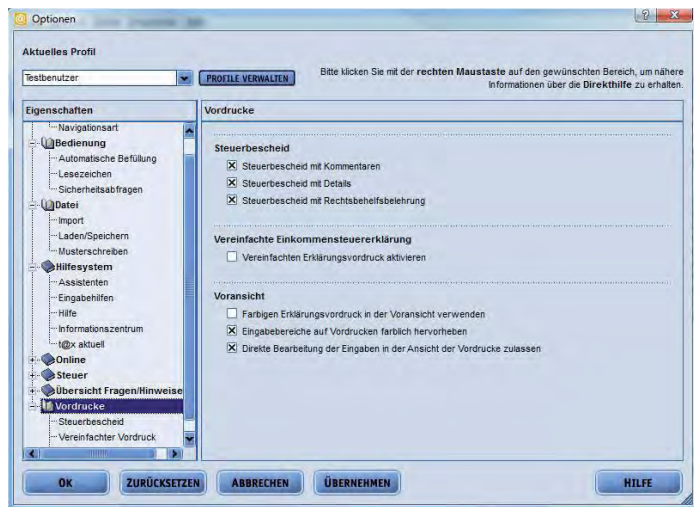 Optionen
Aktuelles Profil
Testbenutzer
PROFILE VERWALTEN
Bitte klicken Sie mit der rechten Maustaste auf den gewünschten Bereich, um nähere
Informationen über die Direkthilfe zu erhalten.
Eigenschaften
Navigationsart
Bedienung
Automatische Befüllung
Lesezeichen
Sicherheitsabfragen
Datei
Import
Laden/Speichern
Musterschreiben
Hilfesystem
Assistenten
Eingabehilfen
Hilfe
Informationszentrum
t@x aktuell
Online
Steuer
Übersicht Fragen/Hinweise
Vordrucke
Steuerbescheid
Vereinfachter Vordruck
Vordrucke
Steuerbescheid
Steuerbescheid mit Kommentaren
Steuerbescheid mit Details
Steuerbescheid mit Rechtsbehelfsbelehrung
Vereinfachte Einkommensteuererklärung
Vereinfachten Erklärungsvordruck aktivieren
Voransicht
Farbigen Erklärungsvordruck in der Voransicht verwenden
Eingabebereiche auf Vordrucken farblich hervorheben
Direkte Bearbeitung der Eingaben in der Ansicht der Vordrucke zulassen
OK
ZURÜCKSETZEN
ABBRECHEN
ÜBERNEHMEN
HILFE